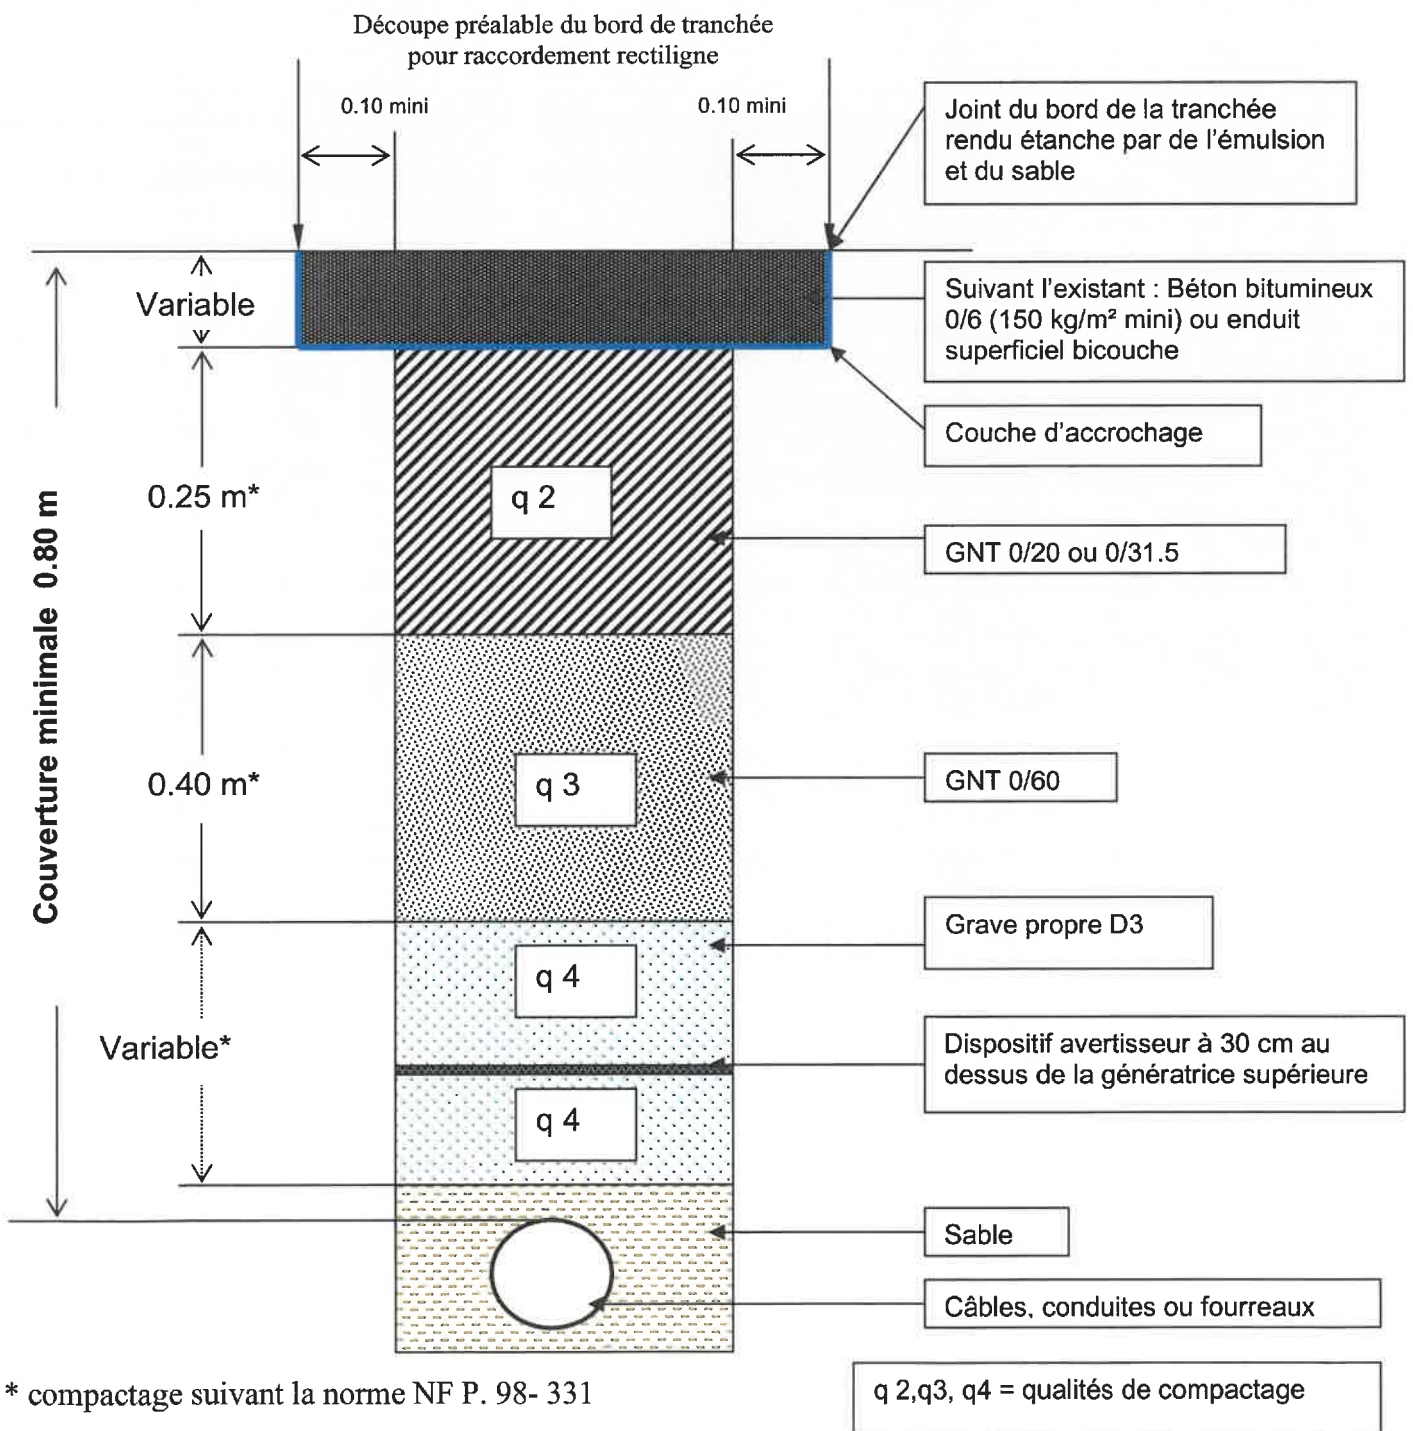 Découpe préalable du bord de tranchée
pour raccordement rectiligne
0.10 mini
0.10 mini
Joint du bord de la tranchée
rendu étanche par de l'émulsion
et du sable
Variable
Suivant l'existant : Béton bitumineux
0/6 (150 kg/m² mini) ou enduit
superficiel bicouche
Couche d'accrochage
Couverture minimale 0.80 m
0.25 m*
q 2
GNT 0/20 ou 0/31.5
0.40 m*
q 3
GNT 0/60
Grave propre D3
q 4
Variable*
Dispositif avertisseur à 30 cm au
dessus de la génératrice supérieure
q 4
Sable
Câbles, conduites ou fourreaux
* compactage suivant la norme NF P. 98- 331
q 2,q3, q4 = qualités de compactage